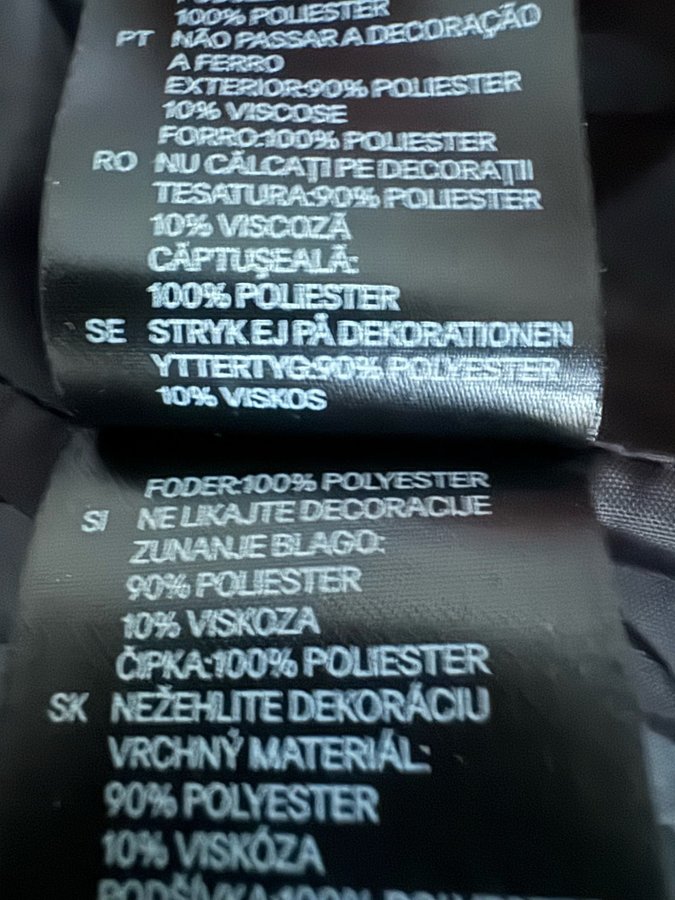 100% POLIESTER
PT NÃO PASSAR A DECORAÇÃO
A FERRO
EXTERIOR:90% POLIESTER
10% VISCOSE
FORRO:100% POLIESTER
RO NU CĂLCAȚI PE DECORAȚII
TESATURA:90% POLIESTER
10% VISCOZĂ
CĂPTUȘEALĂ:
100% POLIESTER
SE STRYK EJ PÅ DEKORATIONEN
YTTERTYG:90% POLYESTER
10% VISKOS
FODER:100% POLYESTER
SI NE LIKAJTE DECORACIJE
ZUNANJE BLAGO:
90% POLIESTER
10% VISKOZA
ČIPKA:100% POLIESTER
SK NEŽEHLITE DEKORÁCIU
VRCHNÝ MATERIÁL:
90% POLYESTER
10% VISKÓZA
PODŠÍVKA:100% POLYESTER